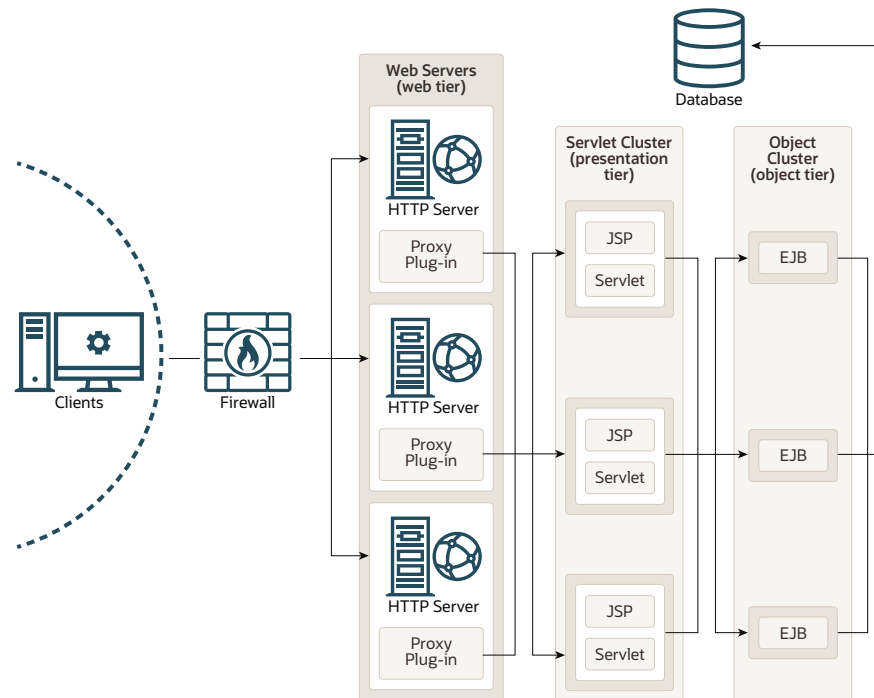 Database
Web Servers
(web tier)
HTTP Server
Proxy
Plug-in
HTTP Server
Proxy
Plug-in
HTTP Server
Proxy
Plug-in
Servlet Cluster
(presentation
tier)
JSP
Servlet
JSP
Servlet
JSP
Servlet
Object
Cluster
(object tier)
EJB
EJB
EJB
Clients
Firewall